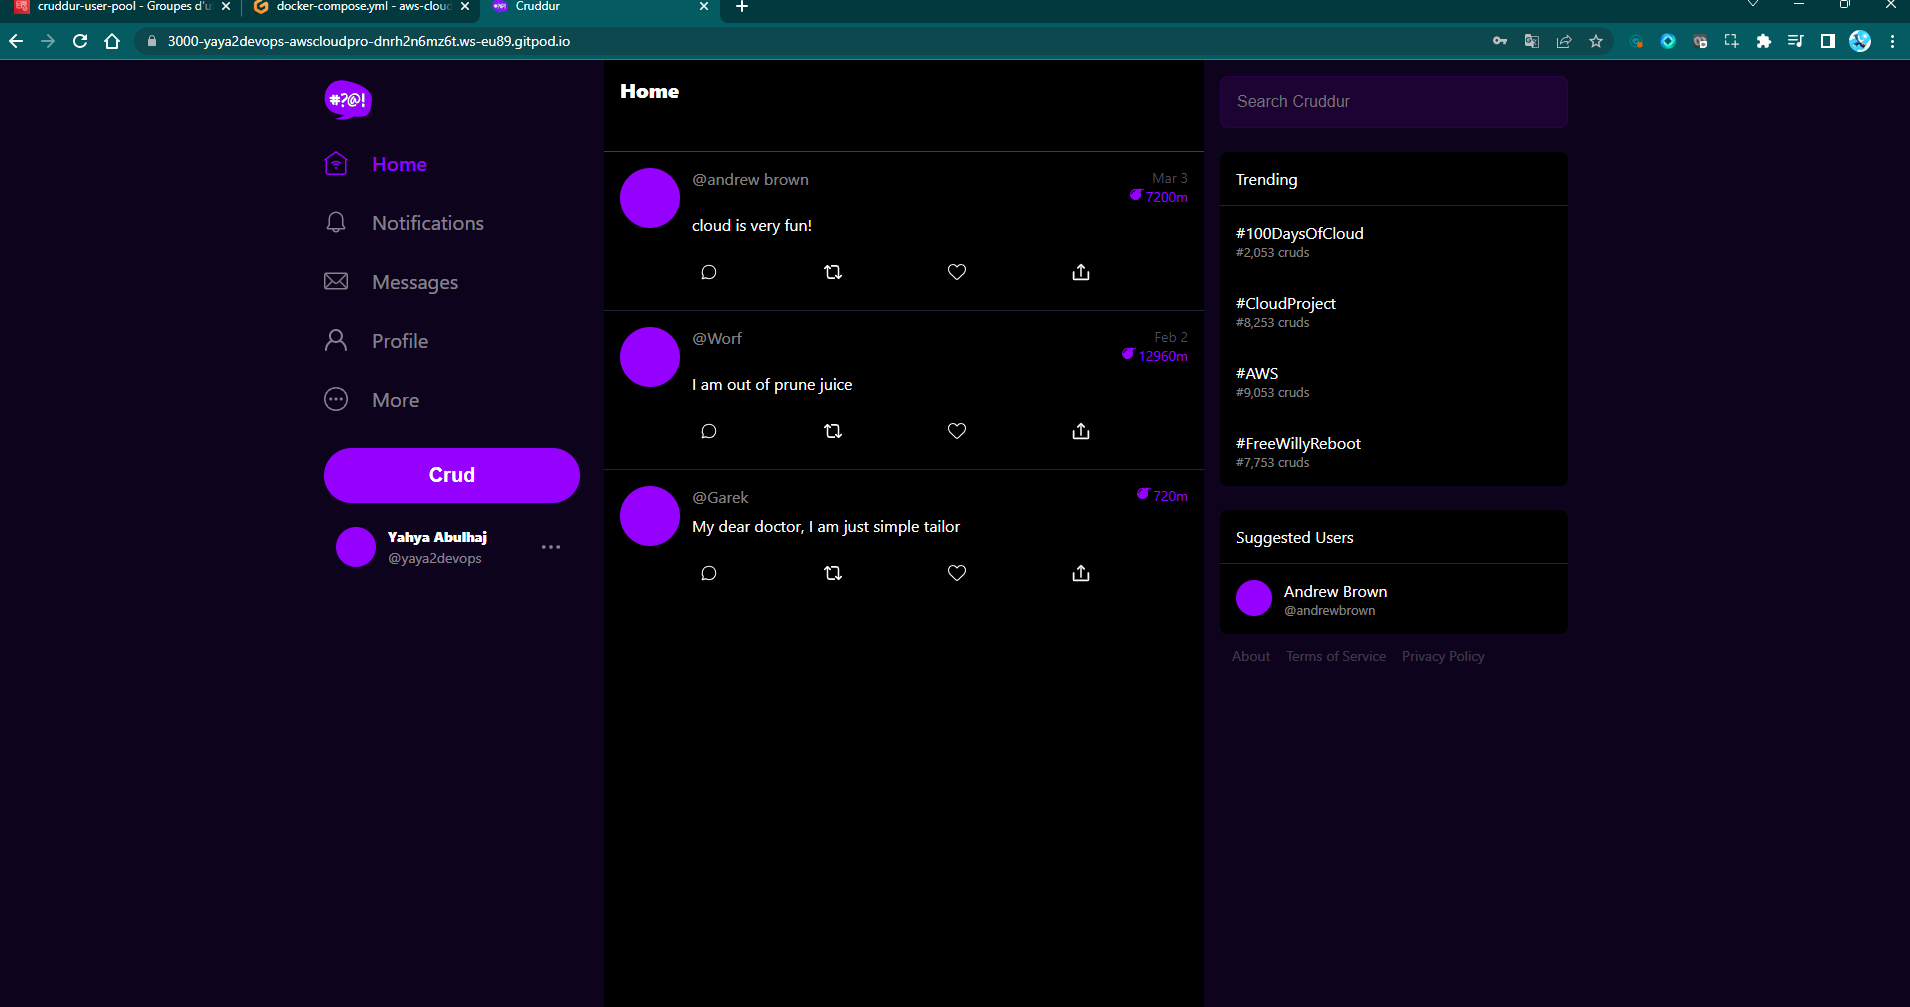 cruddur-user-pool - Groupes d'u
docker-compose.yml - aws-cloud
Cruddur
3000-yaya2devops-awscloudpro-dnrh2n6mz6t.ws-eu89.gitpod.io
#?@!
Home
Notifications
Messages
Profile
More
Crud
Yahya Abulhaj
@yaya2devops
Home
@andrew brown
Mar 3
7200m
cloud is very fun!
@Worf
Feb 2
12960m
I am out of prune juice
@Garek
720m
My dear doctor, I am just simple tailor
Search Cruddur
Trending
#100DaysOfCloud
#2,053 cruds
#CloudProject
#8,253 cruds
#AWS
#9,053 cruds
#FreeWillyReboot
#7,753 cruds
Suggested Users
Andrew Brown
@andrewbrown
About Terms of Service Privacy Policy